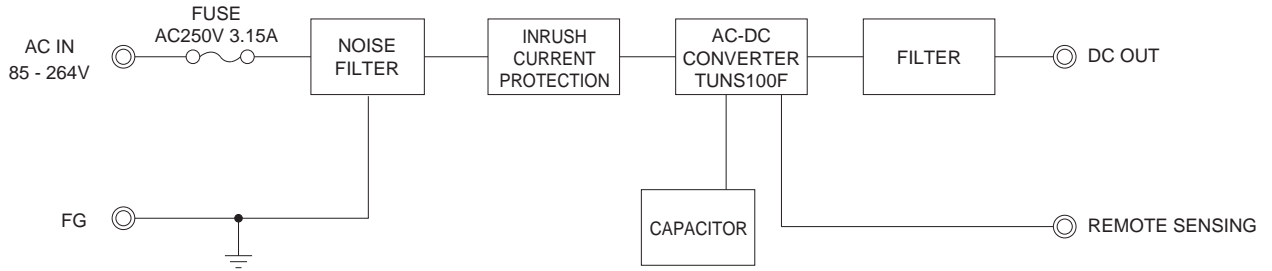 FUSE
AC250V 3.15A
AC IN
85 - 264V
NOISE
FILTER
INRUSH
CURRENT
PROTECTION
AC-DC
CONVERTER
TUNS100F
FILTER
DC OUT
FG
CAPACITOR
REMOTE SENSING